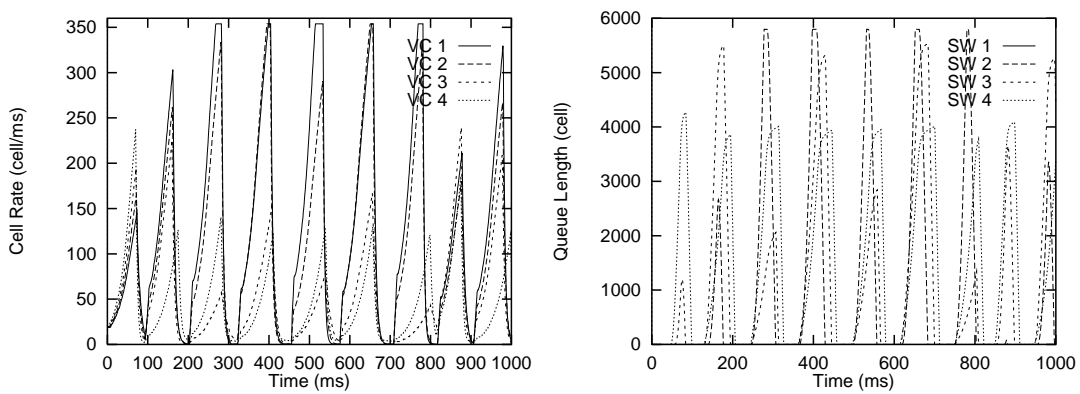 350
300
250
200
150
100
50
0
Cell Rate (cell/ms)
0 100 200 300 400 500 600 700 800 900 1000
Time (ms)
VC 1
VC 2
VC 3
VC 4
6000
5000
4000
3000
2000
1000
0
Queue Length (cell)
0 200 400 600 800 1000
Time (ms)
SW 1
SW 2
SW 3
SW 4